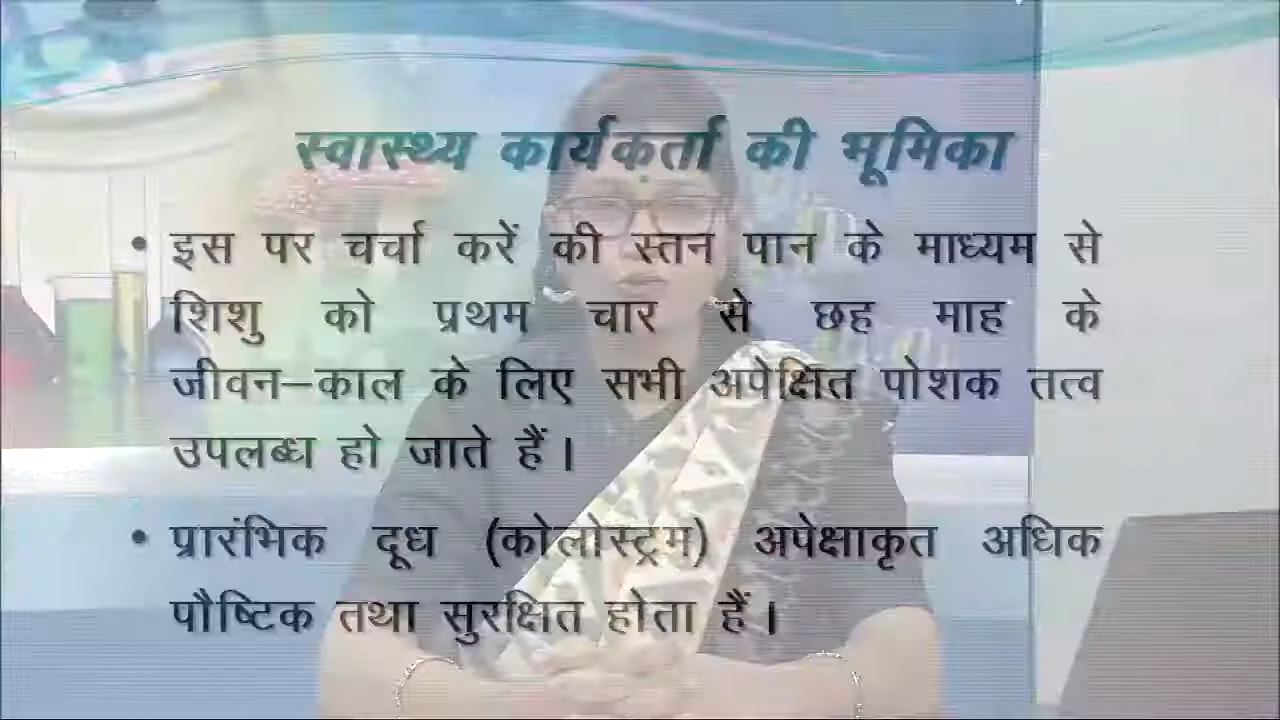 स्वास्थ्य कार्यकर्ता की भूमिका
• इस पर चर्चा करें की स्तन पान के माध्यम से
शिशु को प्रथम चार से छह माह के
जीवन–काल के लिए सभी अपेक्षित पोशक तत्व
उपलब्ध हो जाते हैं।
• प्रारंभिक दूध (कोलोस्ट्रम) अपेक्षाकृत अधिक
पौष्टिक तथा सुरक्षित होता हैं।